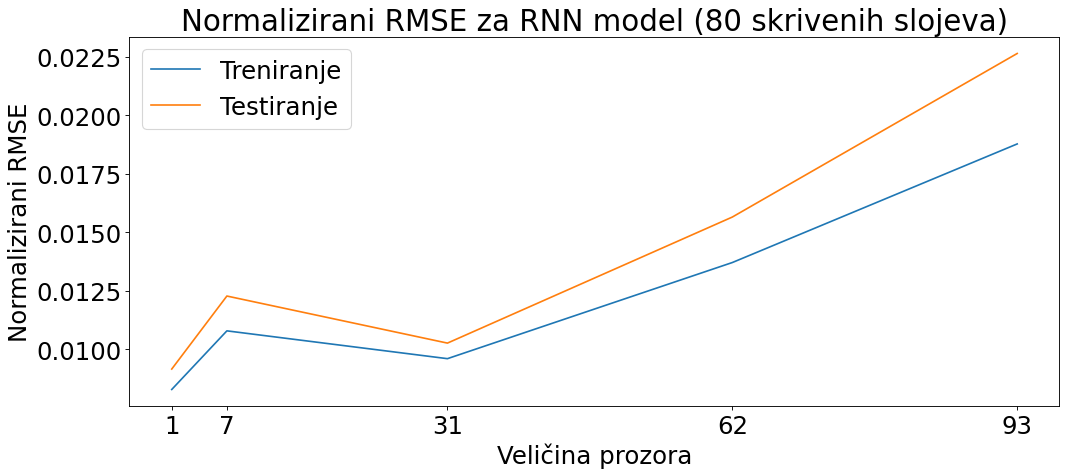 Normalizirani RMSE za RNN model (80 skrivenih slojeva)
Treniranje
Testiranje
Normalizirani RMSE
0.0225
0.0200
0.0175
0.0150
0.0125
0.0100
1 7 31 62 93
Veličina prozora